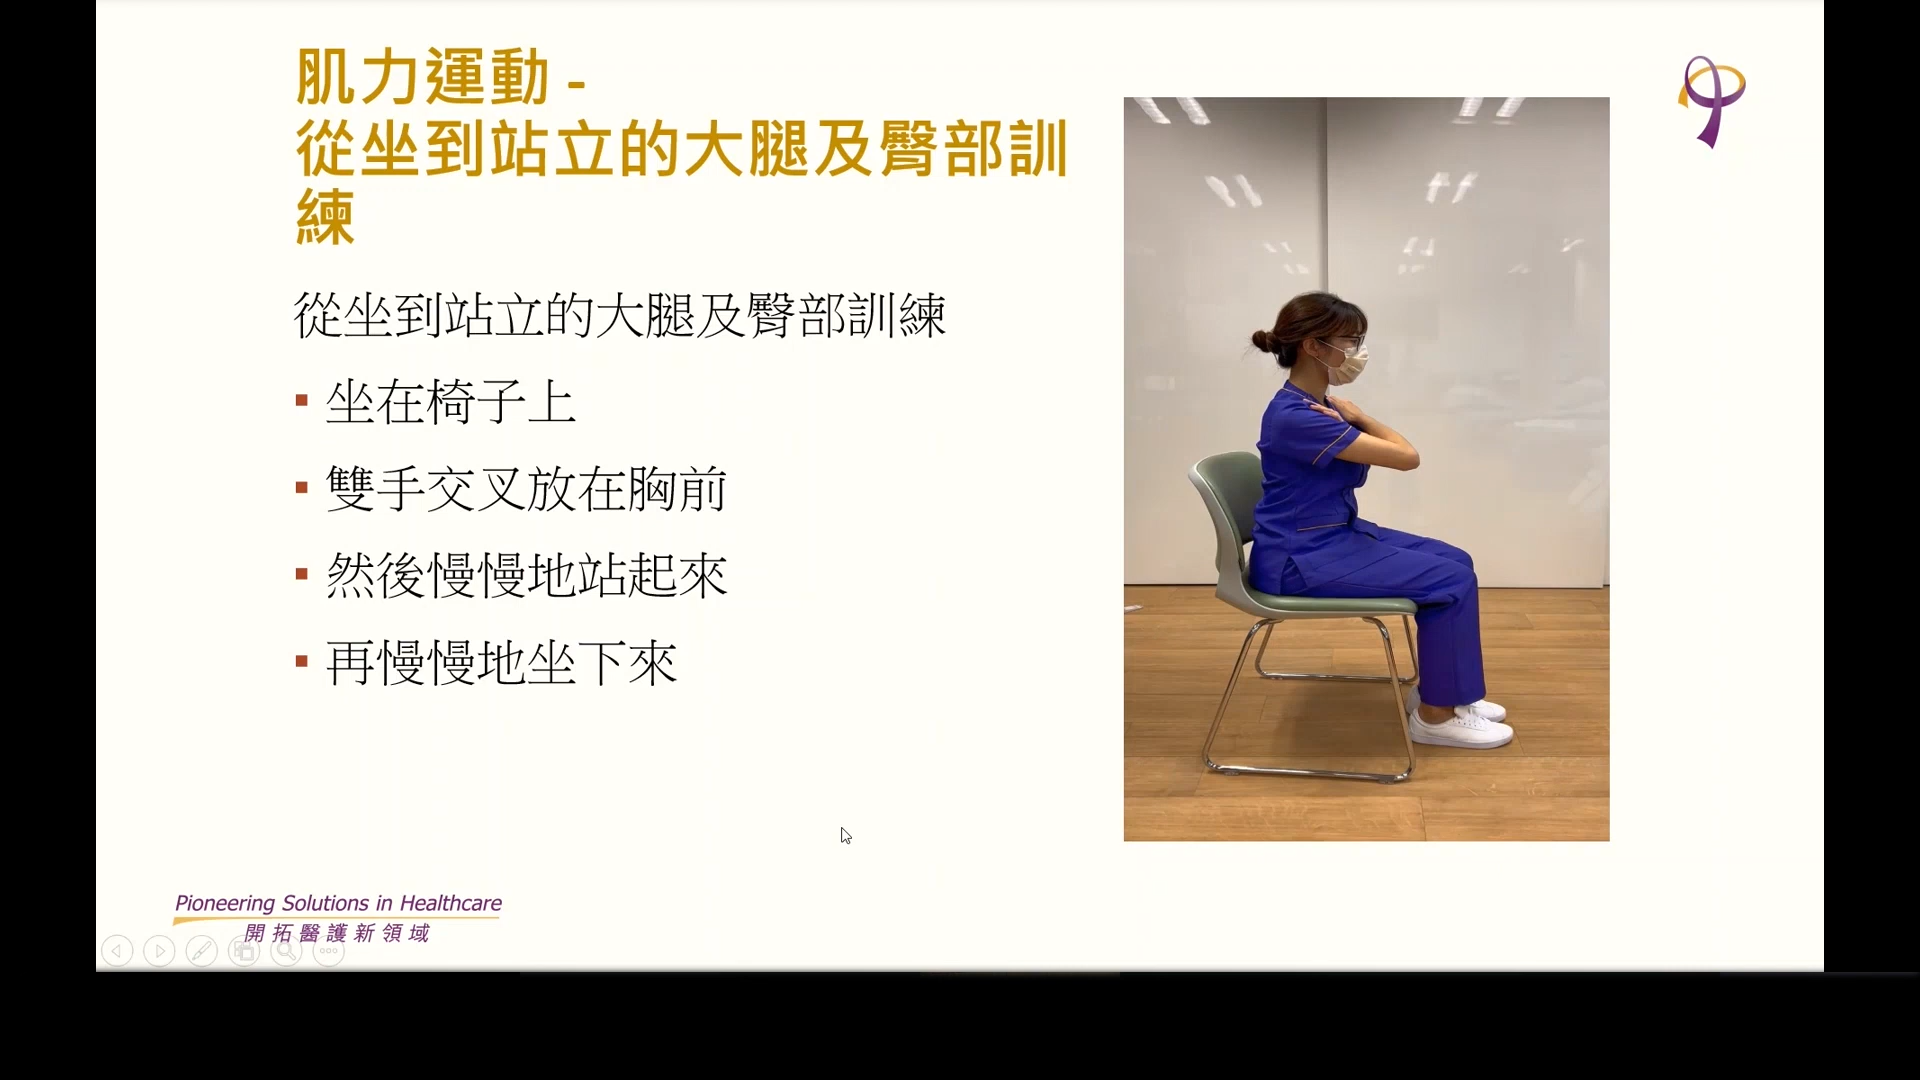 肌力運動 -
從坐到站立的大腿及臀部訓
練
從坐到站立的大腿及臀部訓練
▪ 坐在椅子上
▪ 雙手交叉放在胸前
▪ 然後慢慢地站起來
▪ 再慢慢地坐下來
Pioneering Solutions in Healthcare
開拓醫護新領域